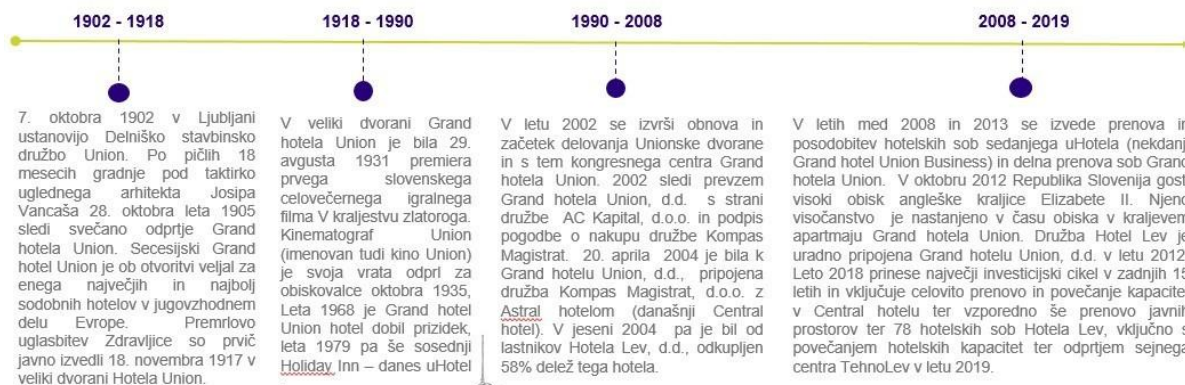 1902 - 1918
1918 - 1990
1990 - 2008
2008 - 2019
7. oktobra 1902 v Ljubljani
ustanovijo Delniško stavbinsko
družbo Union. Po pičlih 18
mesecih gradnje pod taktirko
uglednega arhitekta Josipa
Vancaša 28. oktobra leta 1905
sledi svečano odprtje Grand
hotela Union. Secesijski Grand
hotel Union je ob otvoritvi veljal za
enega največjih in najbolj
sodobnih hotelov v jugovzhodnem
delu Evrope. Premrlovo
uglasbitev Zdravljice so prvič
javno izvedli 18. novembra 1917 v
veliki dvorani Hotela Union.
V veliki dvorani Grand
hotela Union je bila 29.
avgusta 1931 premiera
prvega slovenskega
celovečernega igralnega
filma V kraljestvu zlatoroga.
Kinematograf Union
(imenovan tudi kino Union)
je svoja vrata odprl za
obiskovalce oktobra 1935,
Leta 1968 je Grand hotel
Union hotel dobil prizidek,
leta 1979 pa še sosednji
Holiday Inn – danes uHotel
V letu 2002 se izvrši obnova in
začetek delovanja Unionske dvorane
in s tem kongresnega centra Grand
hotela Union. 2002 sledi prevzem
Grand hotela Union, d.d. s strani
družbe AC Kapital, d.o.o. in podpis
pogodbe o nakupu družbe Kompas
Magistrat. 20. aprila 2004 je bila k
Grand hotelu Union, d.d., pripojena
družba Kompas Magistrat, d.o.o. z
Astral hotelom (današnji Central
hotel). V jeseni 2004 pa je bil od
lastnikov Hotela Lev, d.d., odkupljen
58% delež tega hotela.
V letih med 2008 in 2013 se izvede prenova in
posodobitev hotelskih sob sedanjega uHotela (nekdanj
Grand hotel Union Business) in delna prenova sob Grand
hotela Union. V oktobru 2012 Republika Slovenija gosti
visoki obisk angleške kraljice Elizabete II. Njeno
visočanstvo je nastanjeno v času obiska v kraljevem
apartmaju Grand hotela Union. Družba Hotel Lev je
uradno pripojena Grand hotelu Union, d.d. v letu 2012.
Leto 2018 prinese največji investicijski cikel v zadnjih 15
letih in vključuje celovito prenovo in povečanje kapacitet
v Central hotelu ter vzporedno še prenovo javnih
prostorov ter 78 hotelskih sob Hotela Lev, vključno s
povečanjem hotelskih kapacitet ter odprtjem sejnega
centra TehnoLev v letu 2019.